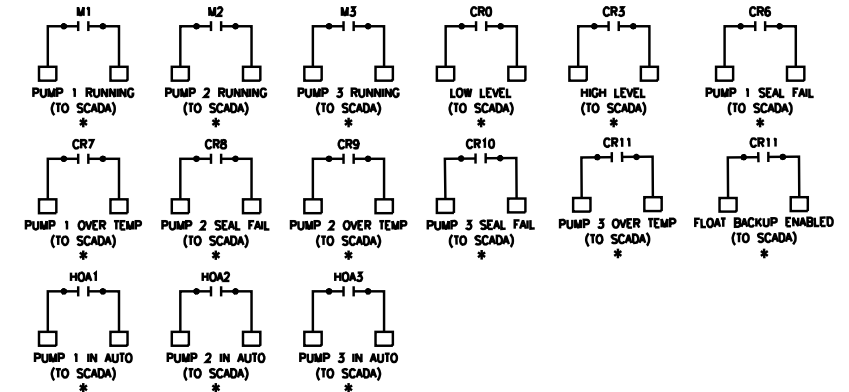 M1 M2 M3 CR0 CR3 CR6
PUMP 1 RUNNING PUMP 2 RUNNING PUMP 3 RUNNING LOW LEVEL HIGH LEVEL PUMP 1 SEAL FAIL
(TO SCADA) (TO SCADA) (TO SCADA) (TO SCADA) (TO SCADA) (TO SCADA)
* * * * * *
CR7 CR8 CR9 CR10 CR11 CR11
PUMP 1 OVER TEMP PUMP 2 SEAL FAIL PUMP 2 OVER TEMP PUMP 3 SEAL FAIL PUMP 3 OVER TEMP FLOAT BACKUP ENABLED
(TO SCADA) (TO SCADA) (TO SCADA) (TO SCADA) (TO SCADA) (TO SCADA)
* * * * * *
HOA1 HOA2 HOA3
PUMP 1 IN AUTO PUMP 2 IN AUTO PUMP 3 IN AUTO
(TO SCADA) (TO SCADA) (TO SCADA)
* * *